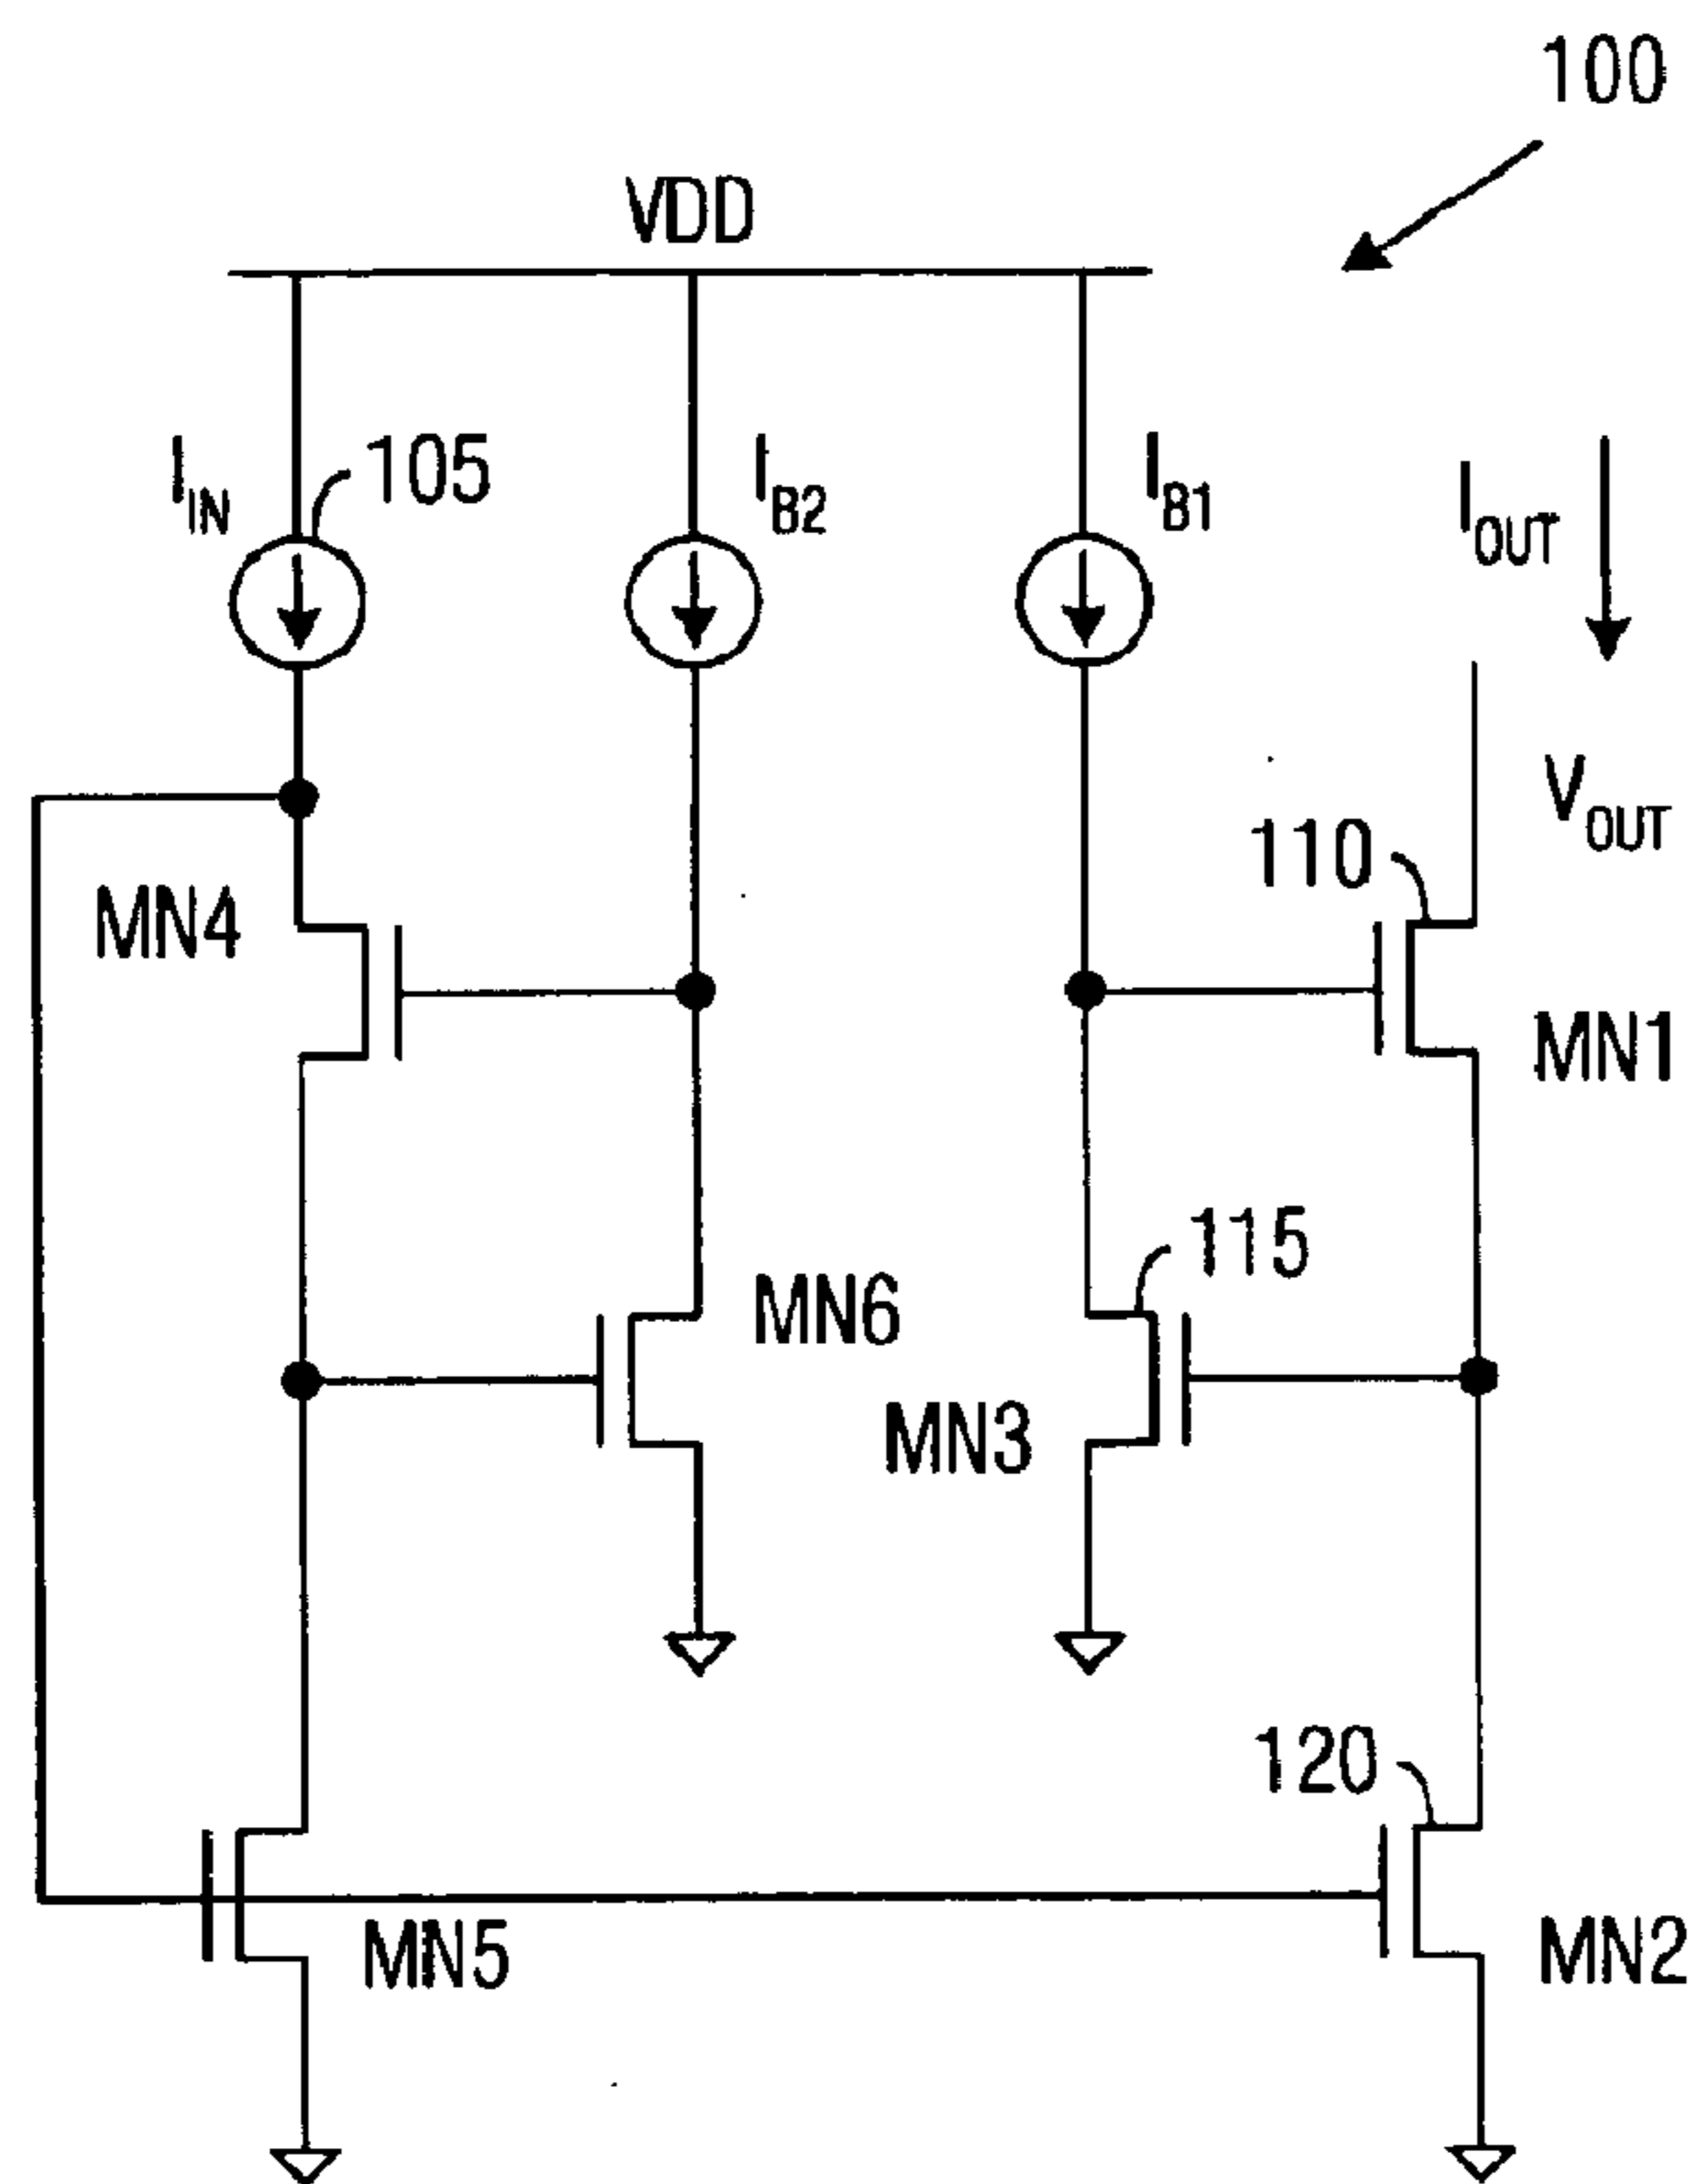 100
VDD
I_IN 105 I_B2 I_B1 I_OUT
V_OUT
110
MN4
MN1
115
MN6
MN3
120
MN5 MN2